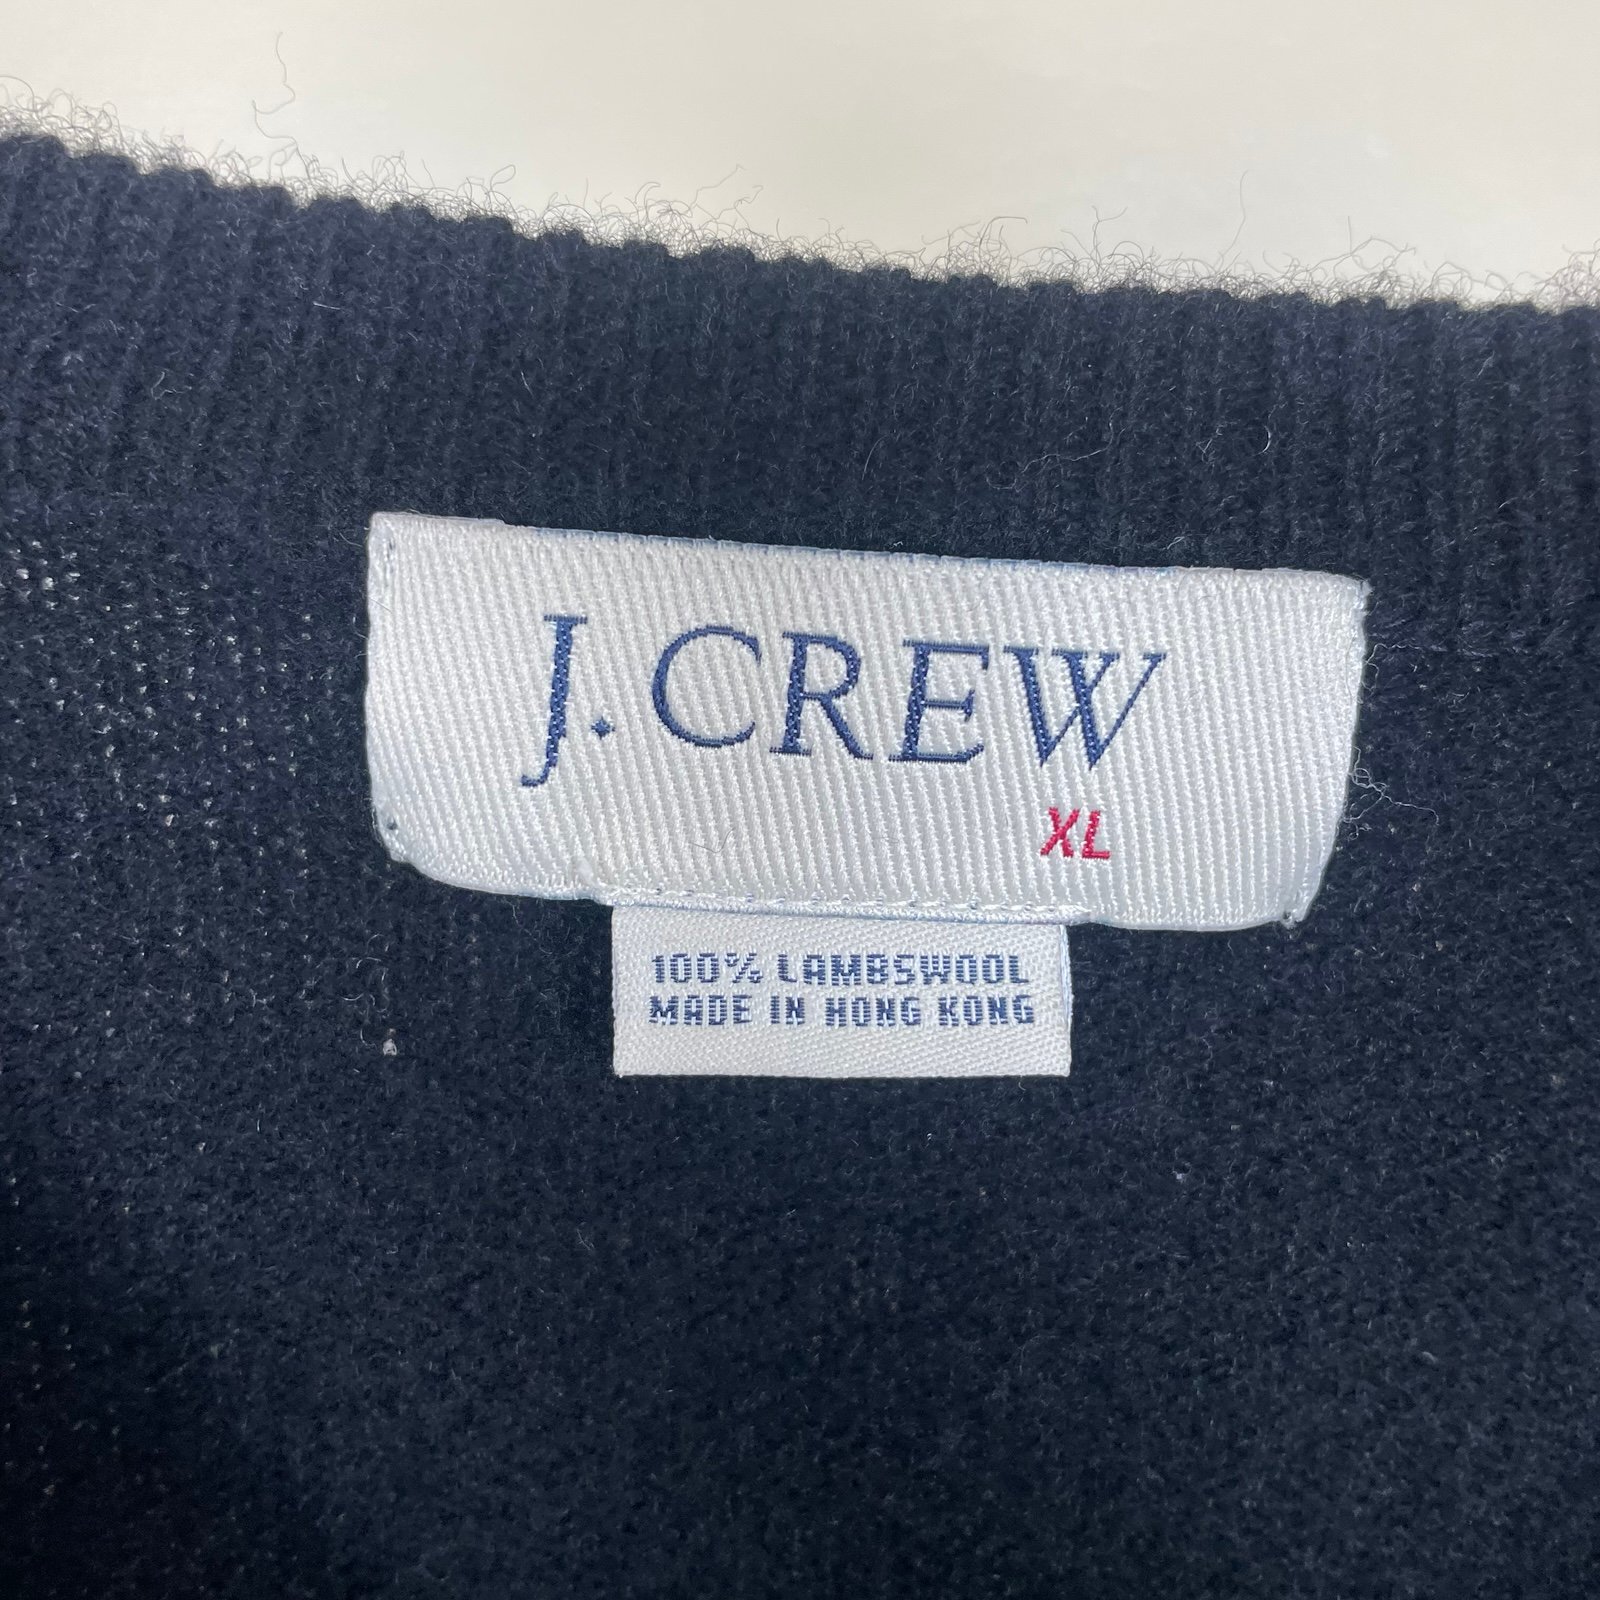 J.CREW
XL
100% LAMBSWOOL
MADE IN HONG KONG